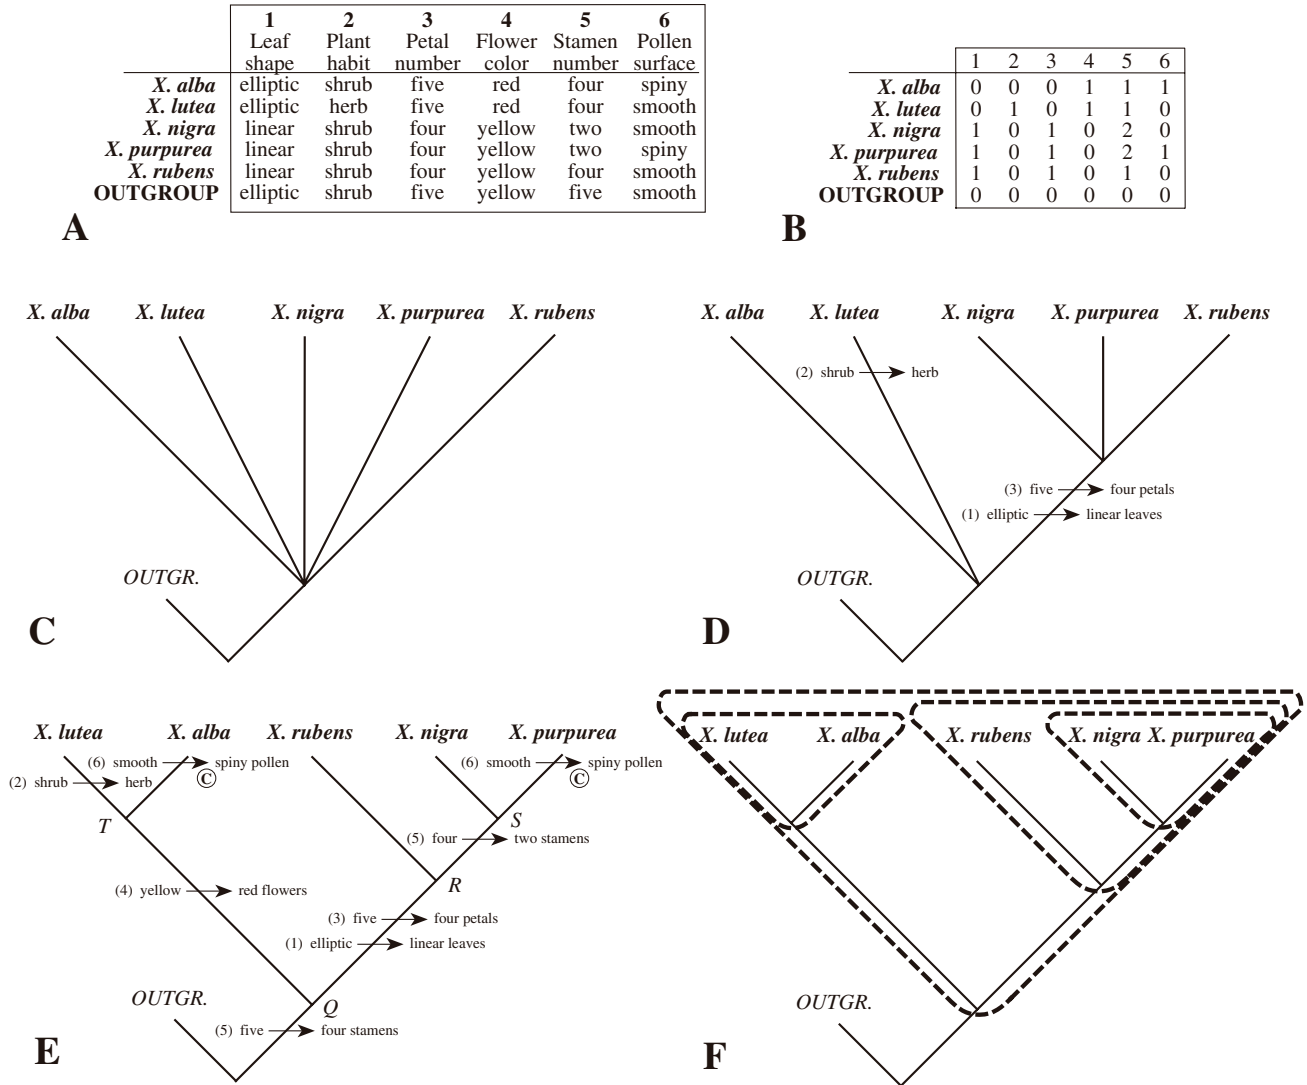 1 2 3 4 5 6
Leaf Plant Petal Flower Stamen Pollen
shape habit number color number surface
X. alba elliptic shrub five red four spiny
X. lutea elliptic herb five red four smooth
X. nigra linear shrub four yellow two smooth
X. purpurea linear shrub four yellow two spiny
X. rubens linear shrub four yellow four smooth
OUTGROUP elliptic shrub five yellow five smooth
A
1 2 3 4 5 6
X. alba 0 0 0 1 1 1
X. lutea 0 1 0 1 1 0
X. nigra 1 0 1 0 2 0
X. purpurea 1 0 1 0 2 1
X. rubens 1 0 1 0 1 0
OUTGROUP 0 0 0 0 0 0
B
X. alba X. lutea X. nigra X. purpurea X. rubens
OUTGR.
C
X. alba X. lutea X. nigra X. purpurea X. rubens
(2) shrub herb
(3) five four petals
(1) elliptic linear leaves
OUTGR.
D
X. lutea X. alba X. rubens X. nigra X. purpurea
(6) smooth spiny pollen (6) smooth spiny pollen
(2) shrub herb © ©
T S
(5) four two stamens
R
(4) yellow red flowers
(3) five four petals
(1) elliptic linear leaves
OUTGR. Q
(5) five four stamens
E
X. lutea X. alba X. rubens X. nigra X. purpurea
OUTGR.
F